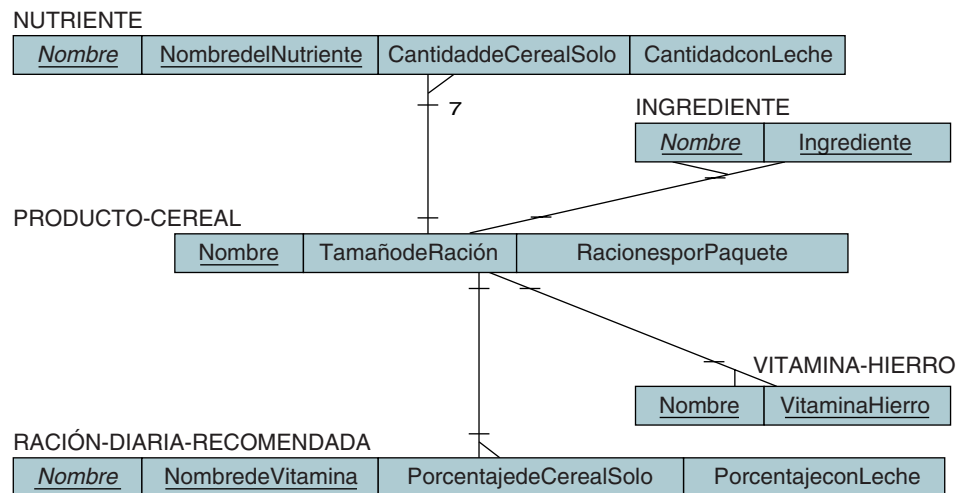 NUTRIENTE
Nombre NombredelNutriente CantidaddeCerealSolo CantidadconLeche
7
INGREDIENTE
Nombre Ingrediente
PRODUCTO-CEREAL
Nombre TamañodeRación RacionesporPaquete
VITAMINA-HIERRO
Nombre VitaminaHierro
RACIÓN-DIARIA-RECOMENDADA
Nombre NombredeVitamina PorcentajedeCerealSolo PorcentajeconLeche